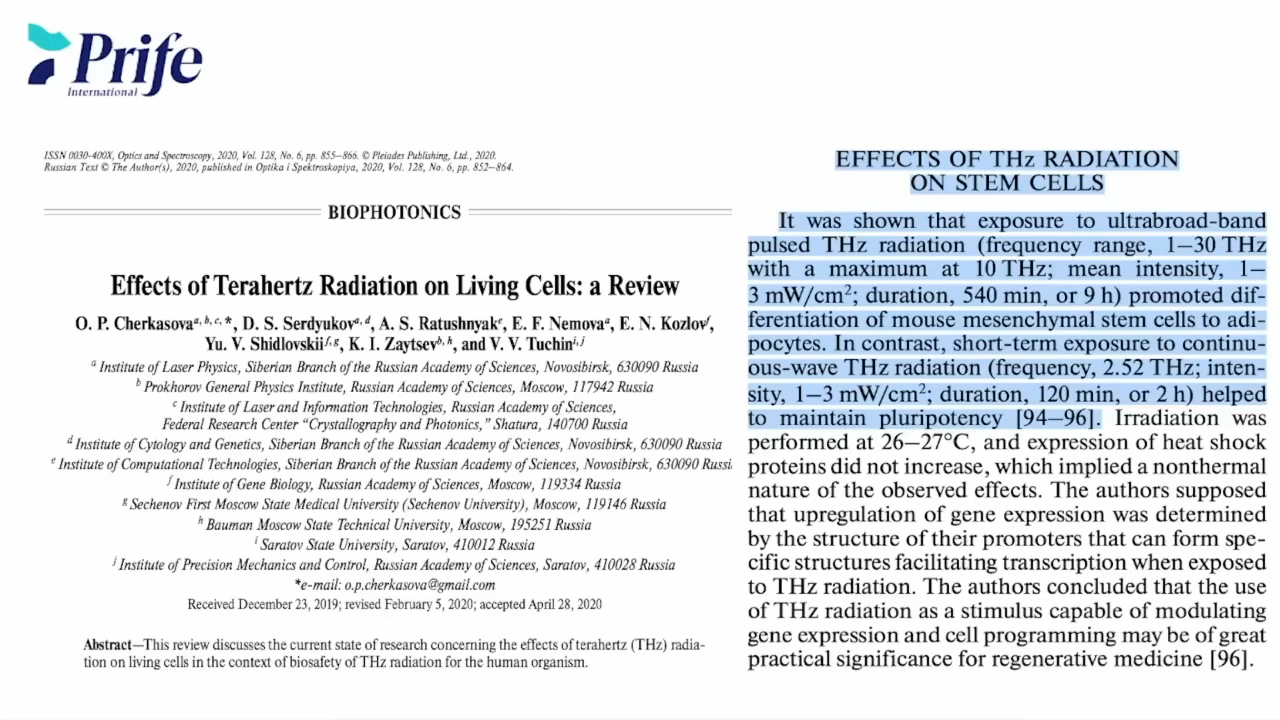 Prife
International
ISSN 0030-400X, Optics and Spectroscopy, 2020, Vol. 128, No. 6, pp. 855–866. © Pleiades Publishing, Ltd., 2020.
Russian Text © The Author(s), 2020, published in Optika i Spektroskopiya, 2020, Vol. 128, No. 6, pp. 852–864.
BIOPHOTONICS
Effects of Terahertz Radiation on Living Cells: a Review
O. P. Cherkasova^a, b, c, *, D. S. Serdyukov^a, d, A. S. Ratushnyak^e, E. F. Nemova^a, E. N. Kozlov^f,
Yu. V. Shidlovskii^f, g, K. I. Zaytsev^b, h, and V. V. Tuchin^i, j
^a Institute of Laser Physics, Siberian Branch of the Russian Academy of Sciences, Novosibirsk, 630090 Russia
^b Prokhorov General Physics Institute, Russian Academy of Sciences, Moscow, 117942 Russia
^c Institute of Laser and Information Technologies, Russian Academy of Sciences,
Federal Research Center “Crystallography and Photonics,” Shatura, 140700 Russia
^d Institute of Cytology and Genetics, Siberian Branch of the Russian Academy of Sciences, Novosibirsk, 630090 Russia
^e Institute of Computational Technologies, Siberian Branch of the Russian Academy of Sciences, Novosibirsk, 630090 Russi
^f Institute of Gene Biology, Russian Academy of Sciences, Moscow, 119334 Russia
^g Sechenov First Moscow State Medical University (Sechenov University), Moscow, 119146 Russia
^h Bauman Moscow State Technical University, Moscow, 195251 Russia
^i Saratov State University, Saratov, 410012 Russia
^j Institute of Precision Mechanics and Control, Russian Academy of Sciences, Saratov, 410028 Russia
*e-mail: o.p.cherkasova@gmail.com
Received December 23, 2019; revised February 5, 2020; accepted April 28, 2020
Abstract—This review discusses the current state of research concerning the effects of terahertz (THz) radia-
tion on living cells in the context of biosafety of THz radiation for the human organism.
EFFECTS OF THz RADIATION
ON STEM CELLS
It was shown that exposure to ultrabroad-band
pulsed THz radiation (frequency range, 1–30 THz
with a maximum at 10 THz; mean intensity, 1–
3 mW/cm²; duration, 540 min, or 9 h) promoted dif-
ferentiation of mouse mesenchymal stem cells to adi-
pocytes. In contrast, short-term exposure to continu-
ous-wave THz radiation (frequency, 2.52 THz; inten-
sity, 1–3 mW/cm²; duration, 120 min, or 2 h) helped
to maintain pluripotency [94–96]. Irradiation was
performed at 26–27°C, and expression of heat shock
proteins did not increase, which implied a nonthermal
nature of the observed effects. The authors supposed
that upregulation of gene expression was determined
by the structure of their promoters that can form spe-
cific structures facilitating transcription when exposed
to THz radiation. The authors concluded that the use
of THz radiation as a stimulus capable of modulating
gene expression and cell programming may be of great
practical significance for regenerative medicine [96].